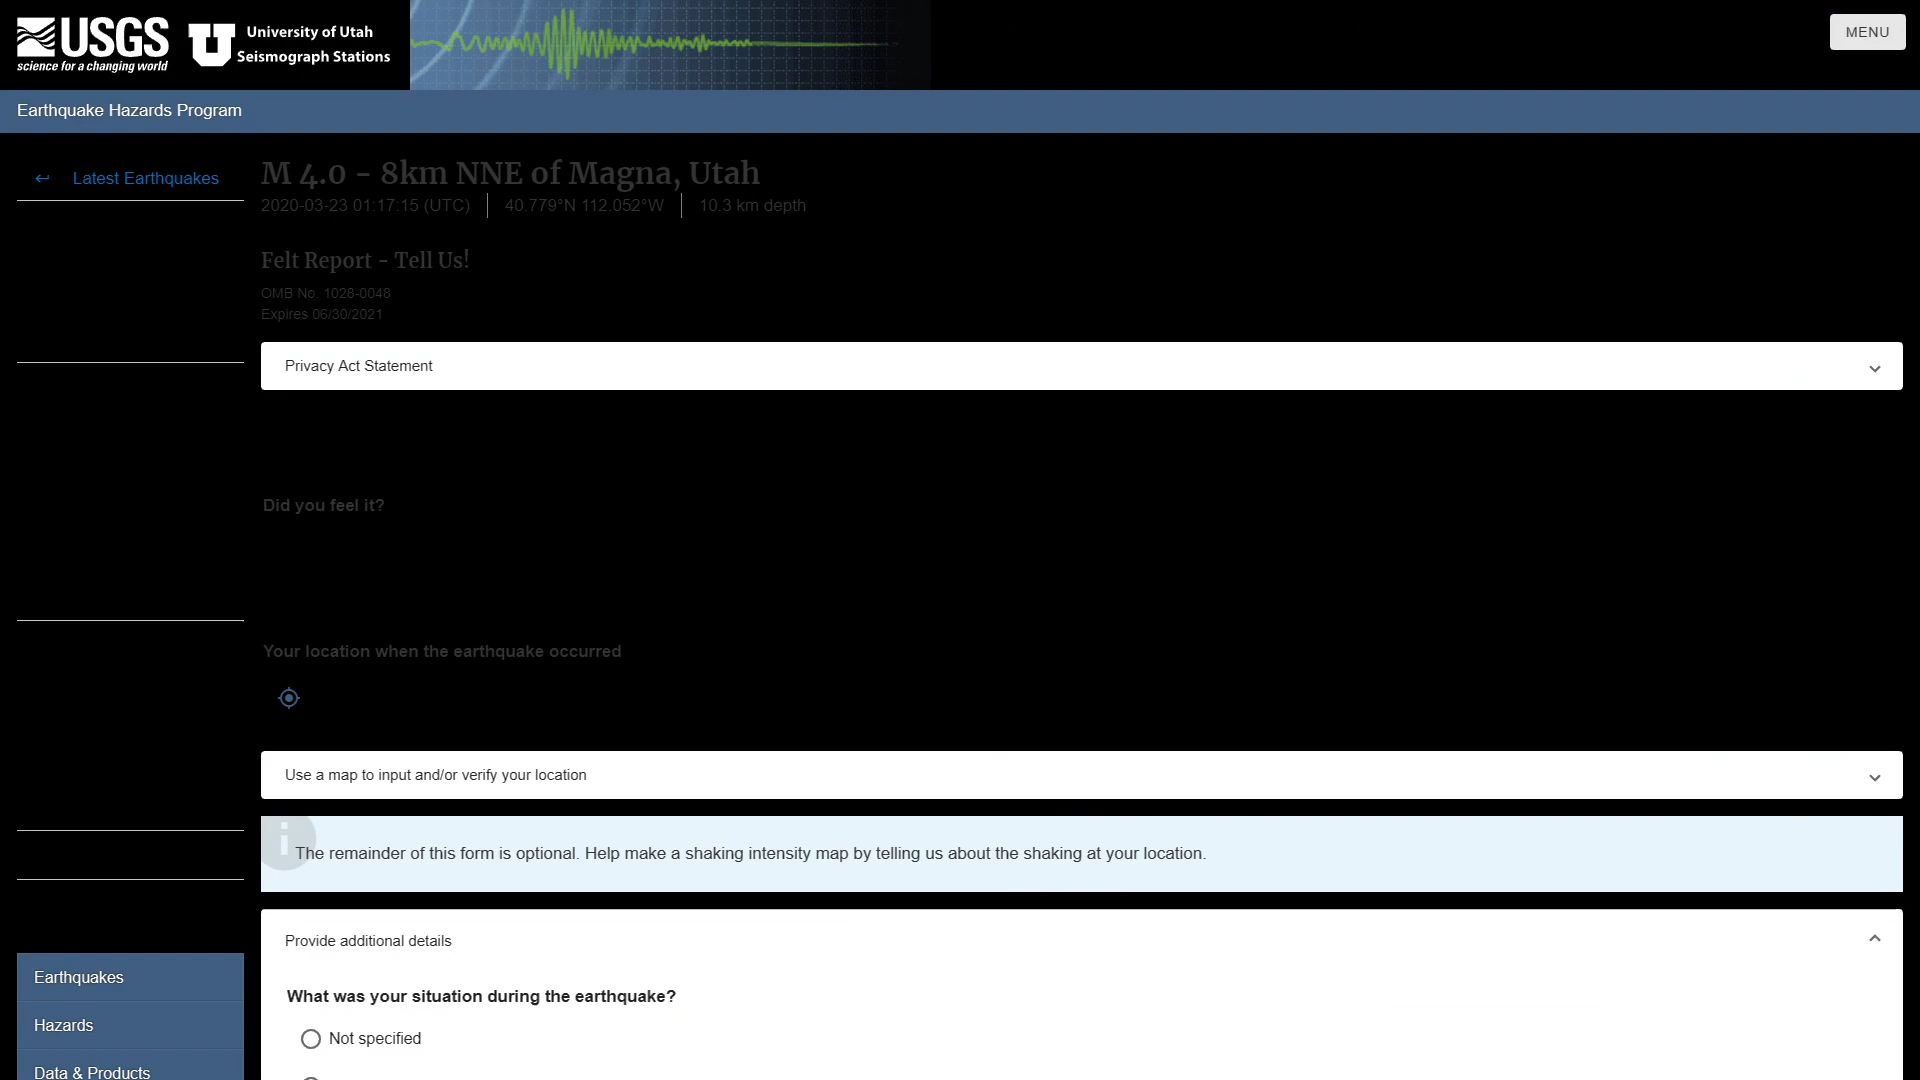 USGS
science for a changing world
University of Utah
Seismograph Stations
MENU
Earthquake Hazards Program
Latest Earthquakes
M 4.0 - 8km NNE of Magna, Utah
2020-03-23 01:17:15 (UTC)
40.779°N 112.052°W
10.3 km depth
Felt Report - Tell Us!
OMB No. 1028-0048
Expires 06/30/2021
Privacy Act Statement
Did you feel it?
Your location when the earthquake occurred
Use a map to input and/or verify your location
The remainder of this form is optional. Help make a shaking intensity map by telling us about the shaking at your location.
Provide additional details
What was your situation during the earthquake?
Not specified
Earthquakes
Hazards
Data & Products